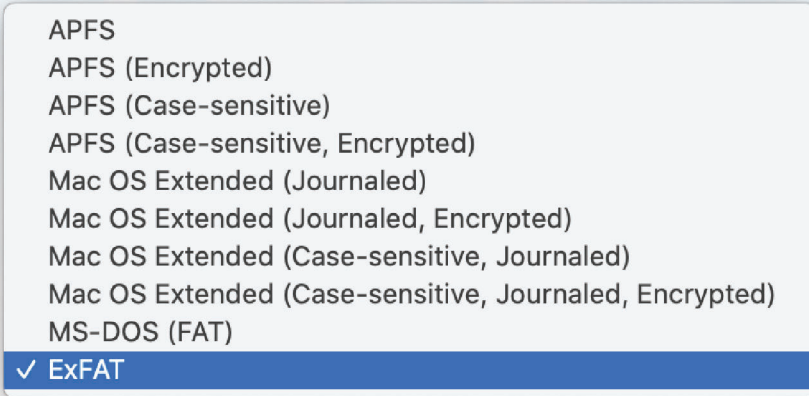 APFS
APFS (Encrypted)
APFS (Case-sensitive)
APFS (Case-sensitive, Encrypted)
Mac OS Extended (Journaled)
Mac OS Extended (Journaled, Encrypted)
Mac OS Extended (Case-sensitive, Journaled)
Mac OS Extended (Case-sensitive, Journaled, Encrypted)
MS-DOS (FAT)
✓ ExFAT